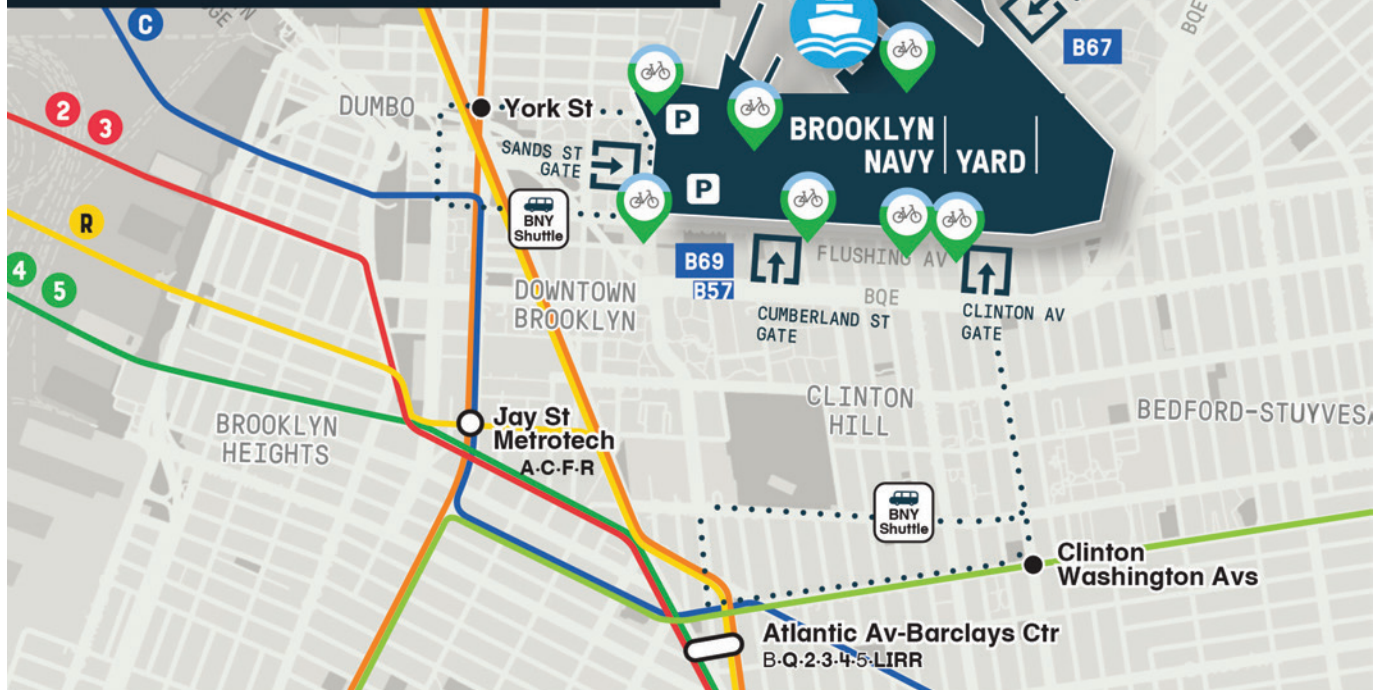 C
BQE
B67
2
3
DUMBO
York St
P
BROOKLYN
NAVY YARD
SANDS ST
GATE
P
R
BNY
Shuttle
4
5
B69
B57
FLUSHING AV
BQE
DOWNTOWN
BROOKLYN
CUMBERLAND ST
GATE
CLINTON AV
GATE
CLINTON
HILL
BEDFORD-STUYVESA
BROOKLYN
HEIGHTS
Jay St
Metrotech
A·C·F·R
BNY
Shuttle
Clinton
Washington Avs
Atlantic Av-Barclays Ctr
B·Q·2·3·4·5·LIRR